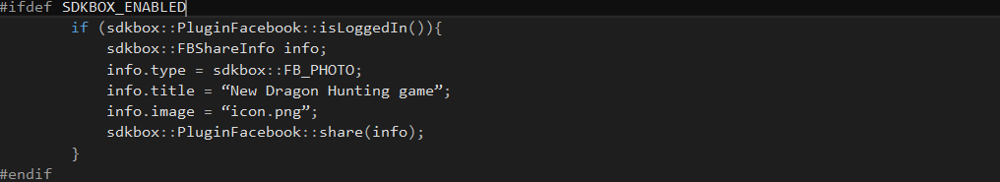 #ifdef SDKBOX_ENABLED
if (sdkbox::PluginFacebook::isLoggedIn()){
sdkbox::FBShareInfo info;
info.type = sdkbox::FB_PHOTO;
info.title = “New Dragon Hunting game”;
info.image = “icon.png”;
sdkbox::PluginFacebook::share(info);
}
#endif